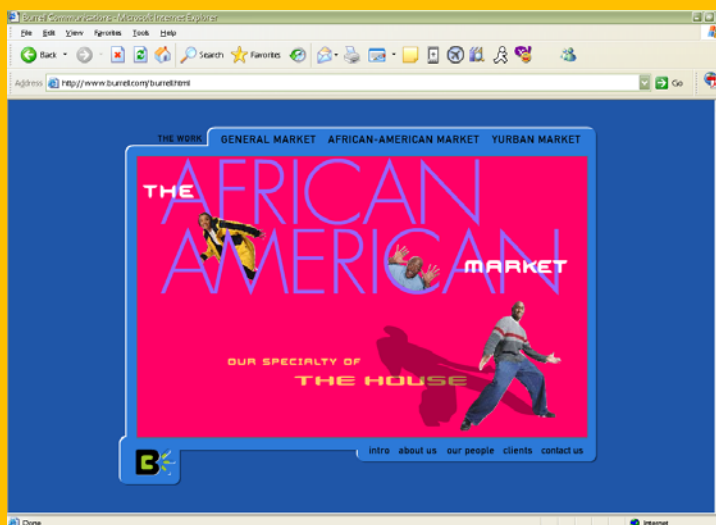 Burrell Communications - Microsoft Internet Explorer
File Edit View Favorites Tools Help
Back Search Favorites
Address http://www.burrell.com/burrell.html Go
THE WORK GENERAL MARKET AFRICAN-AMERICAN MARKET YURBAN MARKET
THE AFRICAN
AMERICAN MARKET
OUR SPECIALTY OF
THE HOUSE
B
intro about us our people clients contact us
Done Internet